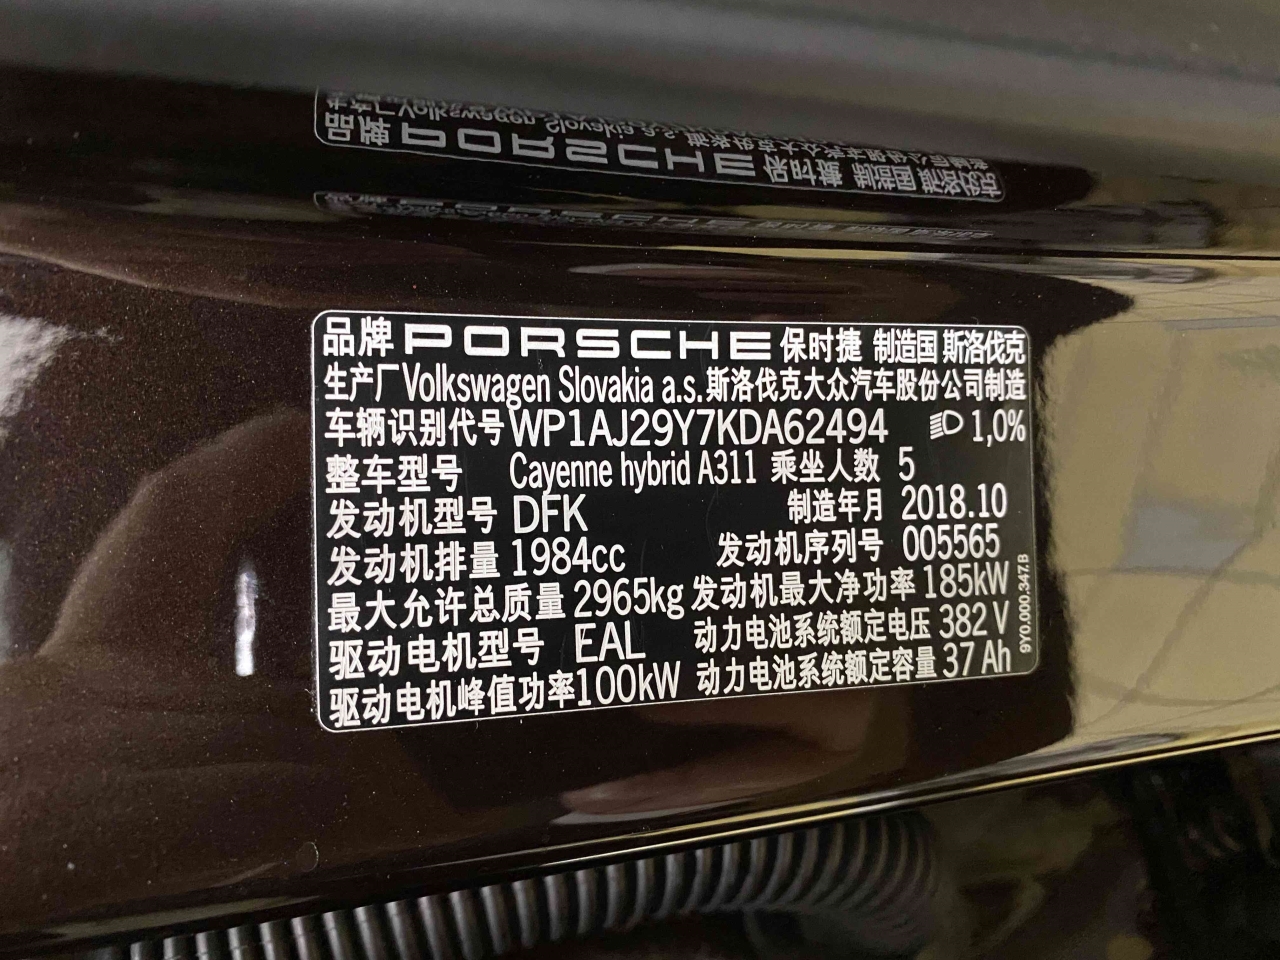 品牌 PORSCHE 保时捷 制造国 斯洛伐克
生产厂 Volkswagen Slovakia a.s. 斯洛伐克大众汽车股份公司制造
车辆识别代号 WP1AJ29Y7KDA62494 1,0%
整车型号 Cayenne hybrid A311 乘坐人数 5
发动机型号 DFK 制造年月 2018.10
发动机排量 1984cc 发动机序列号 005565
最大允许总质量 2965kg 发动机最大净功率 185kW
驱动电机型号 EAL 动力电池系统额定电压 382 V
驱动电机峰值功率 100kW 动力电池系统额定容量 37 Ah
9Y0.000.347.B